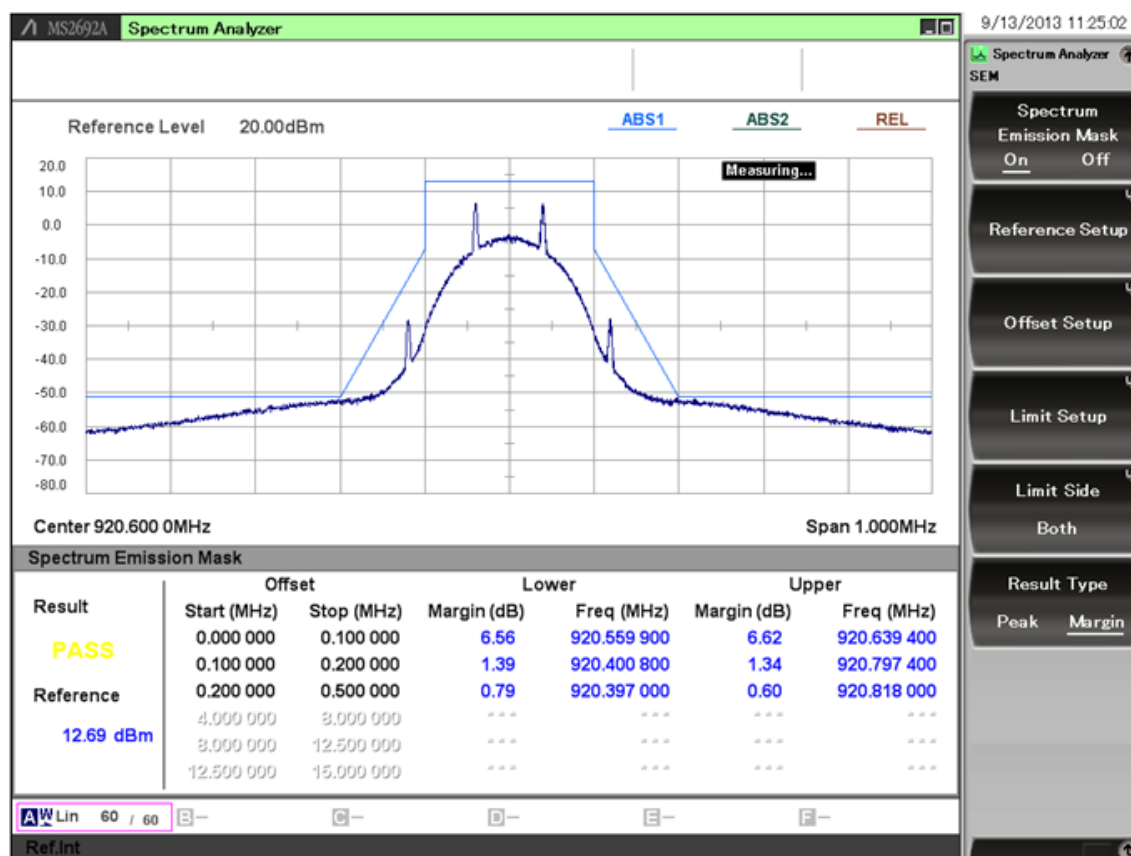 MS2692A Spectrum Analyzer
9/13/2013 11:25:02
Spectrum Analyzer
SEM
Reference Level 20.00dBm
ABS1 ABS2 REL
Measuring...
20.0
10.0
0.0
-10.0
-20.0
-30.0
-40.0
-50.0
-60.0
-70.0
-80.0
Center 920.600 0MHz Span 1.000MHz
Spectrum Emission Mask
Offset Lower Upper
Result Start (MHz) Stop (MHz) Margin (dB) Freq (MHz) Margin (dB) Freq (MHz)
0.000 000 0.100 000 6.56 920.559 900 6.62 920.639 400
PASS
0.100 000 0.200 000 1.39 920.400 800 1.34 920.797 400
Reference 0.200 000 0.500 000 0.79 920.397 000 0.60 920.818 000
4.000 000 8.000 000 *** *** *** ***
12.69 dBm
8.000 000 12.500 000 *** *** *** ***
12.500 000 15.000 000 *** *** *** ***
A W Lin 60 / 60 B- C- D- E- F-
Ref.Int
Spectrum
Emission Mask
On Off
Reference Setup
Offset Setup
Limit Setup
Limit Side
Both
Result Type
Peak Margin